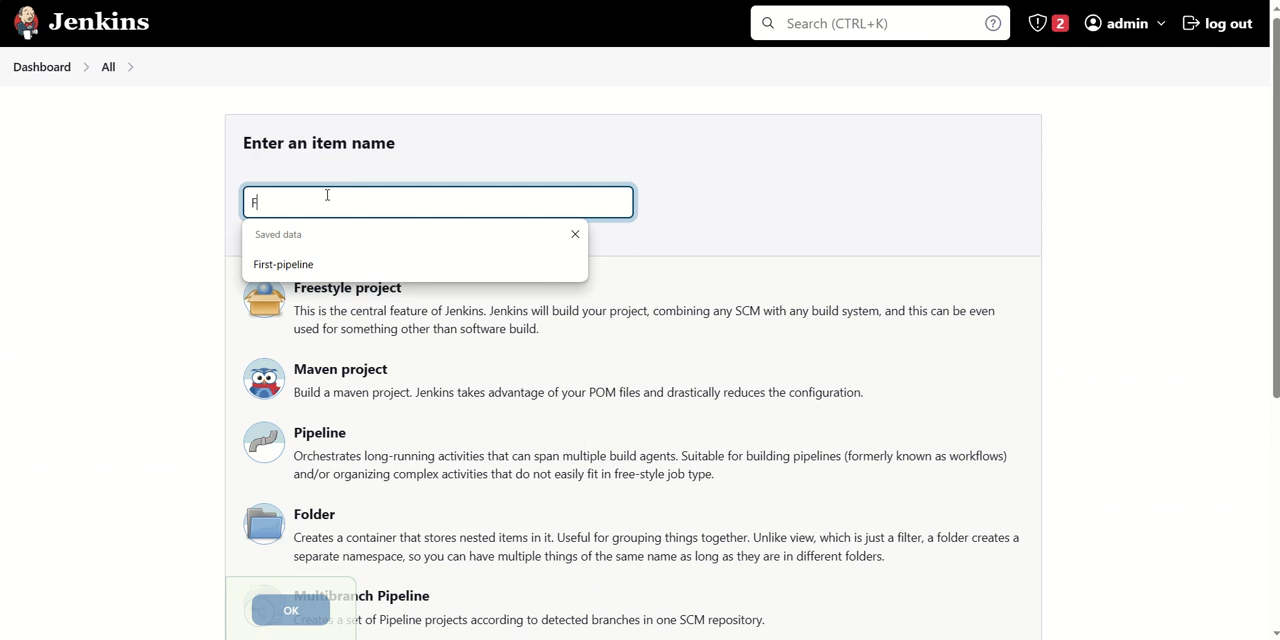 Jenkins
Search (CTRL+K)
?
2
admin
log out
Dashboard
All
Enter an item name
F
Saved data
First-pipeline
Freestyle project
This is the central feature of Jenkins. Jenkins will build your project, combining any SCM with any build system, and this can be even
used for something other than software build.
Maven project
Build a maven project. Jenkins takes advantage of your POM files and drastically reduces the configuration.
Pipeline
Orchestrates long-running activities that can span multiple build agents. Suitable for building pipelines (formerly known as workflows)
and/or organizing complex activities that do not easily fit in free-style job type.
Folder
Creates a container that stores nested items in it. Useful for grouping things together. Unlike view, which is just a filter, a folder creates a
separate namespace, so you can have multiple things of the same name as long as they are in different folders.
Multibranch Pipeline
OK
Creates a set of Pipeline projects according to detected branches in one SCM repository.